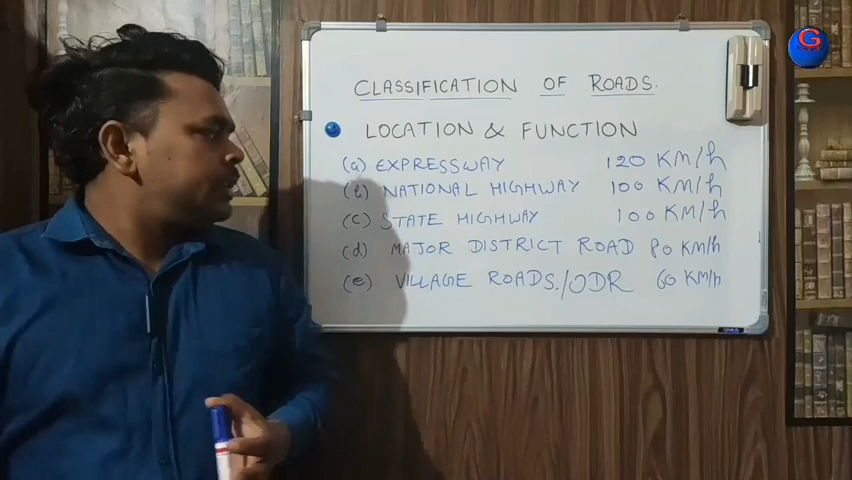 CLASSIFICATION OF ROADS.
LOCATION & FUNCTION
(a) EXPRESSWAY 120 KM/h
(b) NATIONAL HIGHWAY 100 KM/h
(c) STATE HIGHWAY 100 KM/h
(d) MAJOR DISTRICT ROAD 80 KM/h
(e) VILLAGE ROADS./ODR 60 KM/h
G